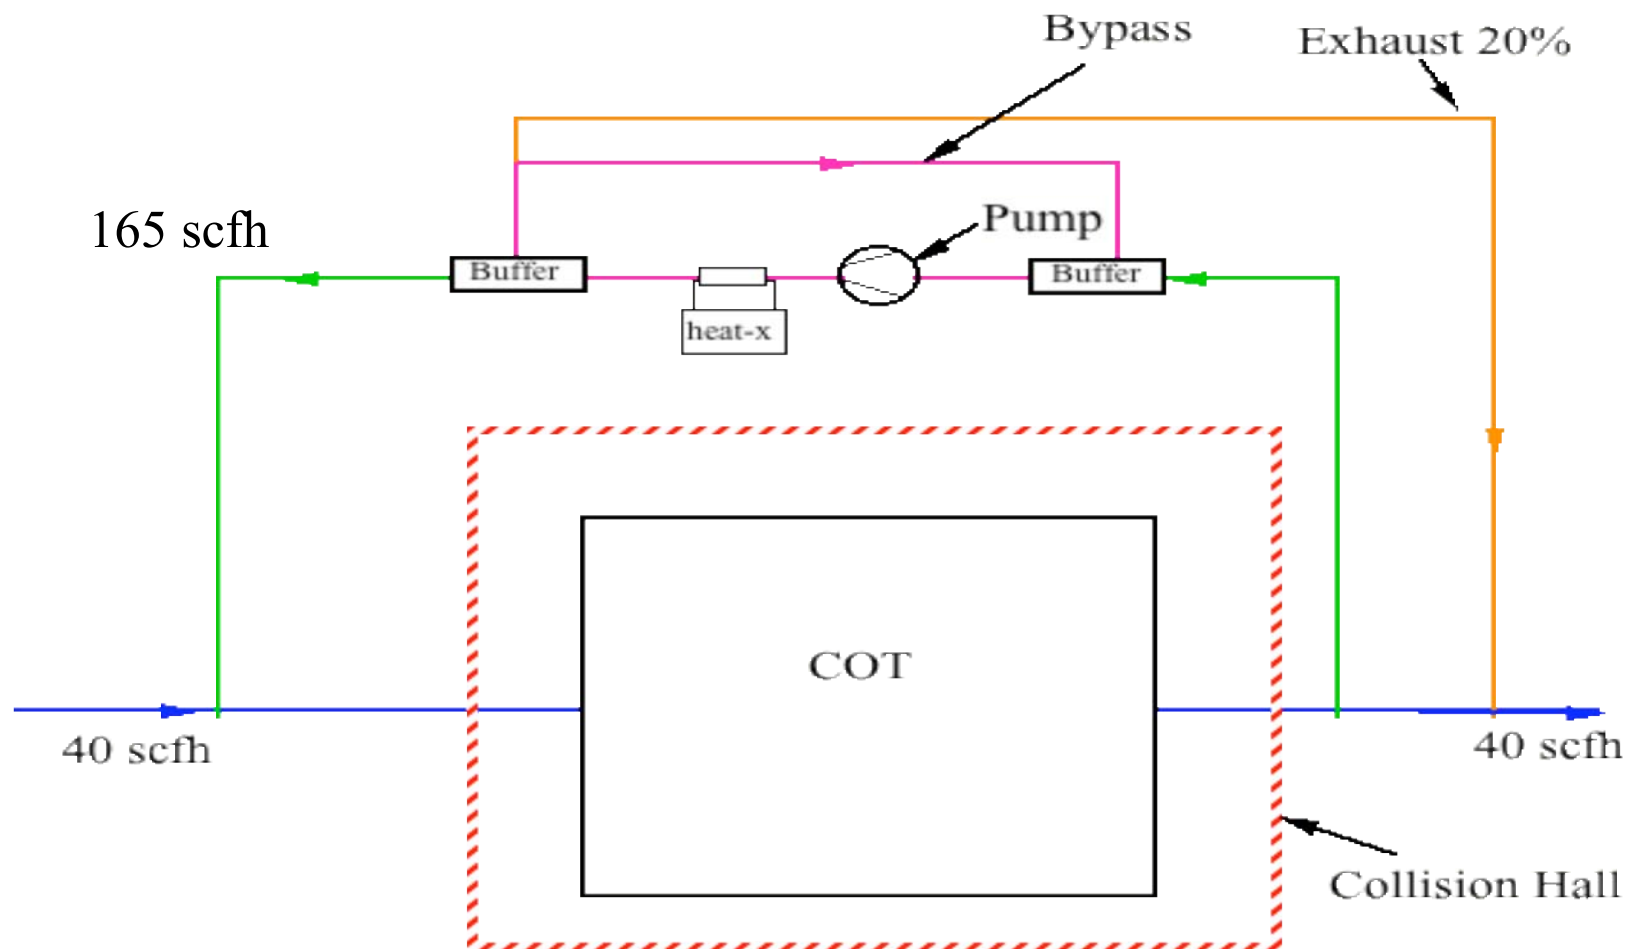 Bypass
Exhaust 20%
165 scfh
Pump
Buffer
Buffer
heat-x
COT
40 scfh
40 scfh
Collision Hall